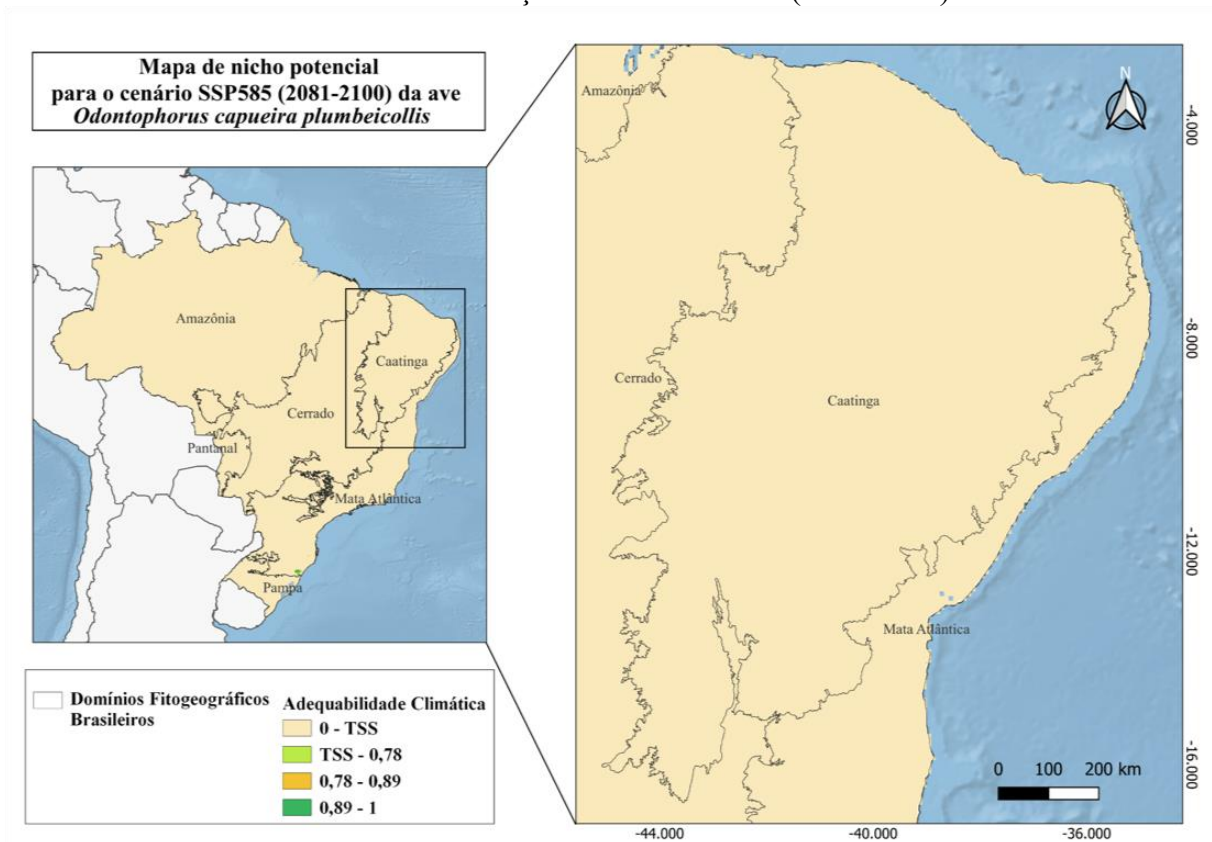 Mapa de nicho potencial
para o cenário SSP585 (2081-2100) da ave
Odontophorus capueira plumbeicollis
Amazônia
Caatinga
Cerrado
Pantanal
Mata Atlântica
Pampa
Domínios Fitogeográficos
Brasileiros
Adequabilidade Climática
0 - TSS
TSS - 0,78
0,78 - 0,89
0,89 - 1
Amazônia
N
Cerrado
Caatinga
Mata Atlântica
0 100 200 km
-4.000
-8.000
-12.000
-16.000
-44.000 -40.000 -36.000